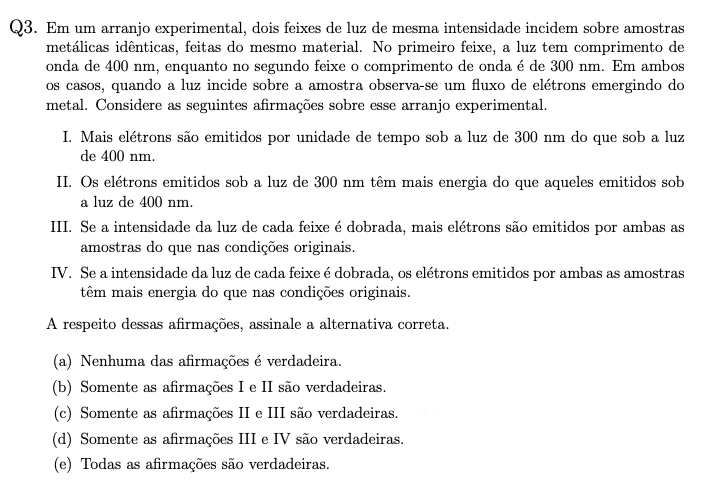 Q3. Em um arranjo experimental, dois feixes de luz de mesma intensidade incidem sobre amostras
metálicas idênticas, feitas do mesmo material. No primeiro feixe, a luz tem comprimento de
onda de 400 nm, enquanto no segundo feixe o comprimento de onda é de 300 nm. Em ambos
os casos, quando a luz incide sobre a amostra observa-se um fluxo de elétrons emergindo do
metal. Considere as seguintes afirmações sobre esse arranjo experimental.
I. Mais elétrons são emitidos por unidade de tempo sob a luz de 300 nm do que sob a luz
de 400 nm.
II. Os elétrons emitidos sob a luz de 300 nm têm mais energia do que aqueles emitidos sob
a luz de 400 nm.
III. Se a intensidade da luz de cada feixe é dobrada, mais elétrons são emitidos por ambas as
amostras do que nas condições originais.
IV. Se a intensidade da luz de cada feixe é dobrada, os elétrons emitidos por ambas as amostras
têm mais energia do que nas condições originais.
A respeito dessas afirmações, assinale a alternativa correta.
(a) Nenhuma das afirmações é verdadeira.
(b) Somente as afirmações I e II são verdadeiras.
(c) Somente as afirmações II e III são verdadeiras.
(d) Somente as afirmações III e IV são verdadeiras.
(e) Todas as afirmações são verdadeiras.